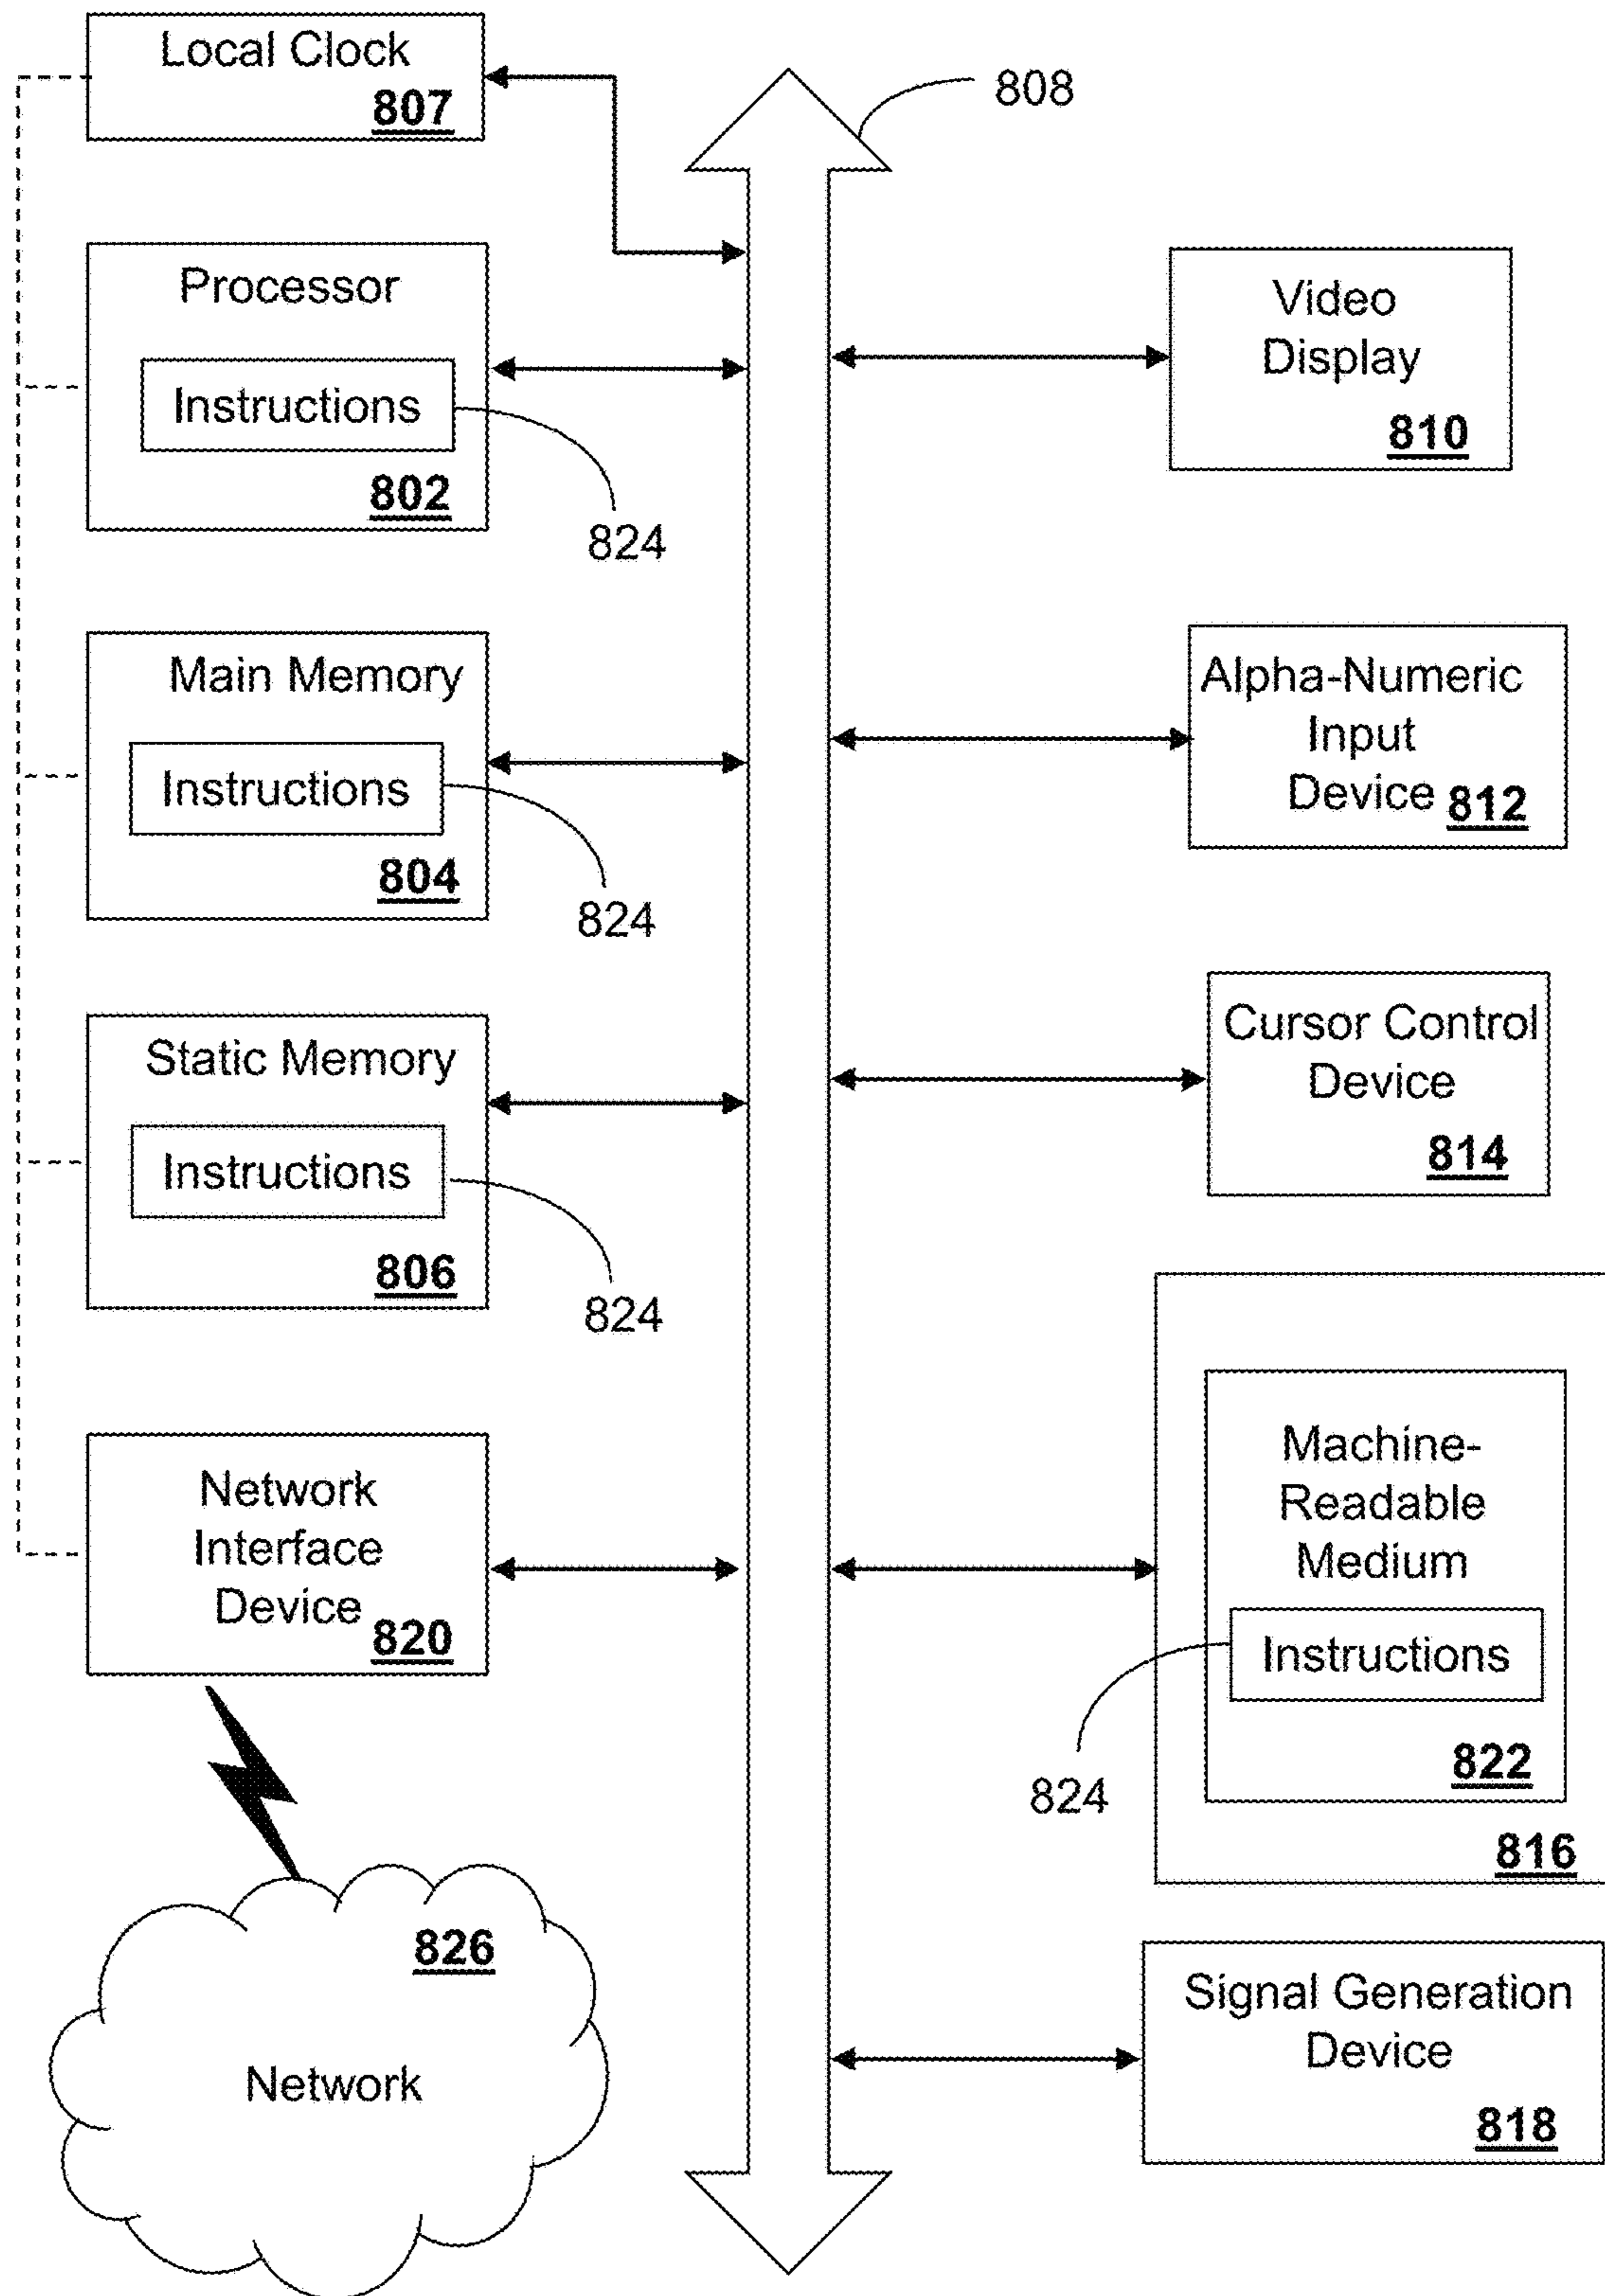 Local Clock
807
808
Processor
Instructions
802
824
Video
Display
810
Main Memory
Instructions
804
824
Alpha-Numeric
Input
Device 812
Static Memory
Instructions
806
824
Cursor Control
Device
814
Network
Interface
Device
820
Machine-
Readable
Medium
Instructions
822
824
816
826
Network
Signal Generation
Device
818